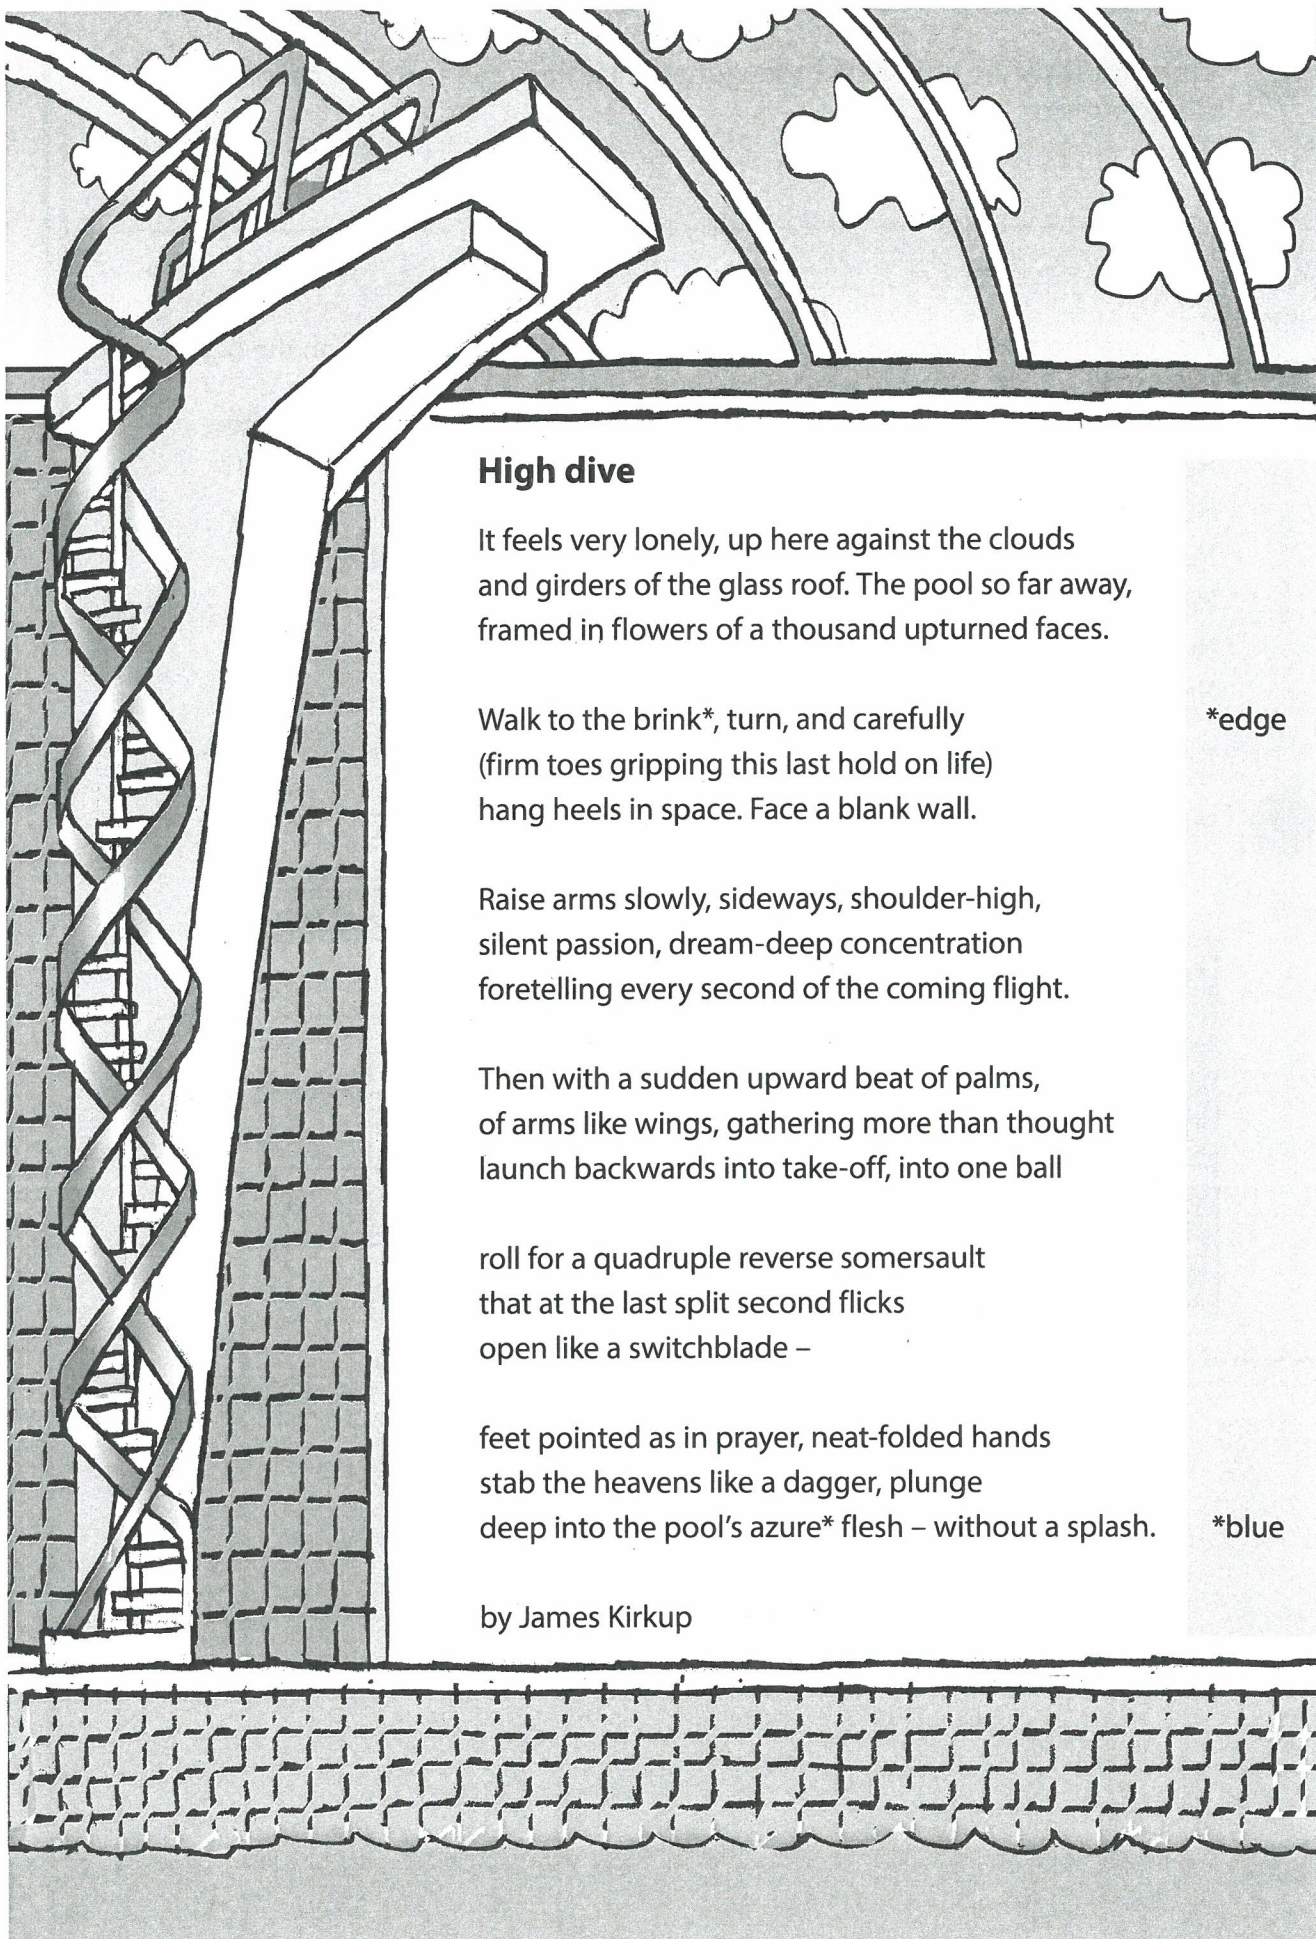 High dive
It feels very lonely, up here against the clouds
and girders of the glass roof. The pool so far away,
framed in flowers of a thousand upturned faces.
Walk to the brink*, turn, and carefully
*edge
(firm toes gripping this last hold on life)
hang heels in space. Face a blank wall.
Raise arms slowly, sideways, shoulder-high,
silent passion, dream-deep concentration
foretelling every second of the coming flight.
Then with a sudden upward beat of palms,
of arms like wings, gathering more than thought
launch backwards into take-off, into one ball
roll for a quadruple reverse somersault
that at the last split second flicks
open like a switchblade –
feet pointed as in prayer, neat-folded hands
stab the heavens like a dagger, plunge
deep into the pool's azure* flesh – without a splash.
*blue
by James Kirkup